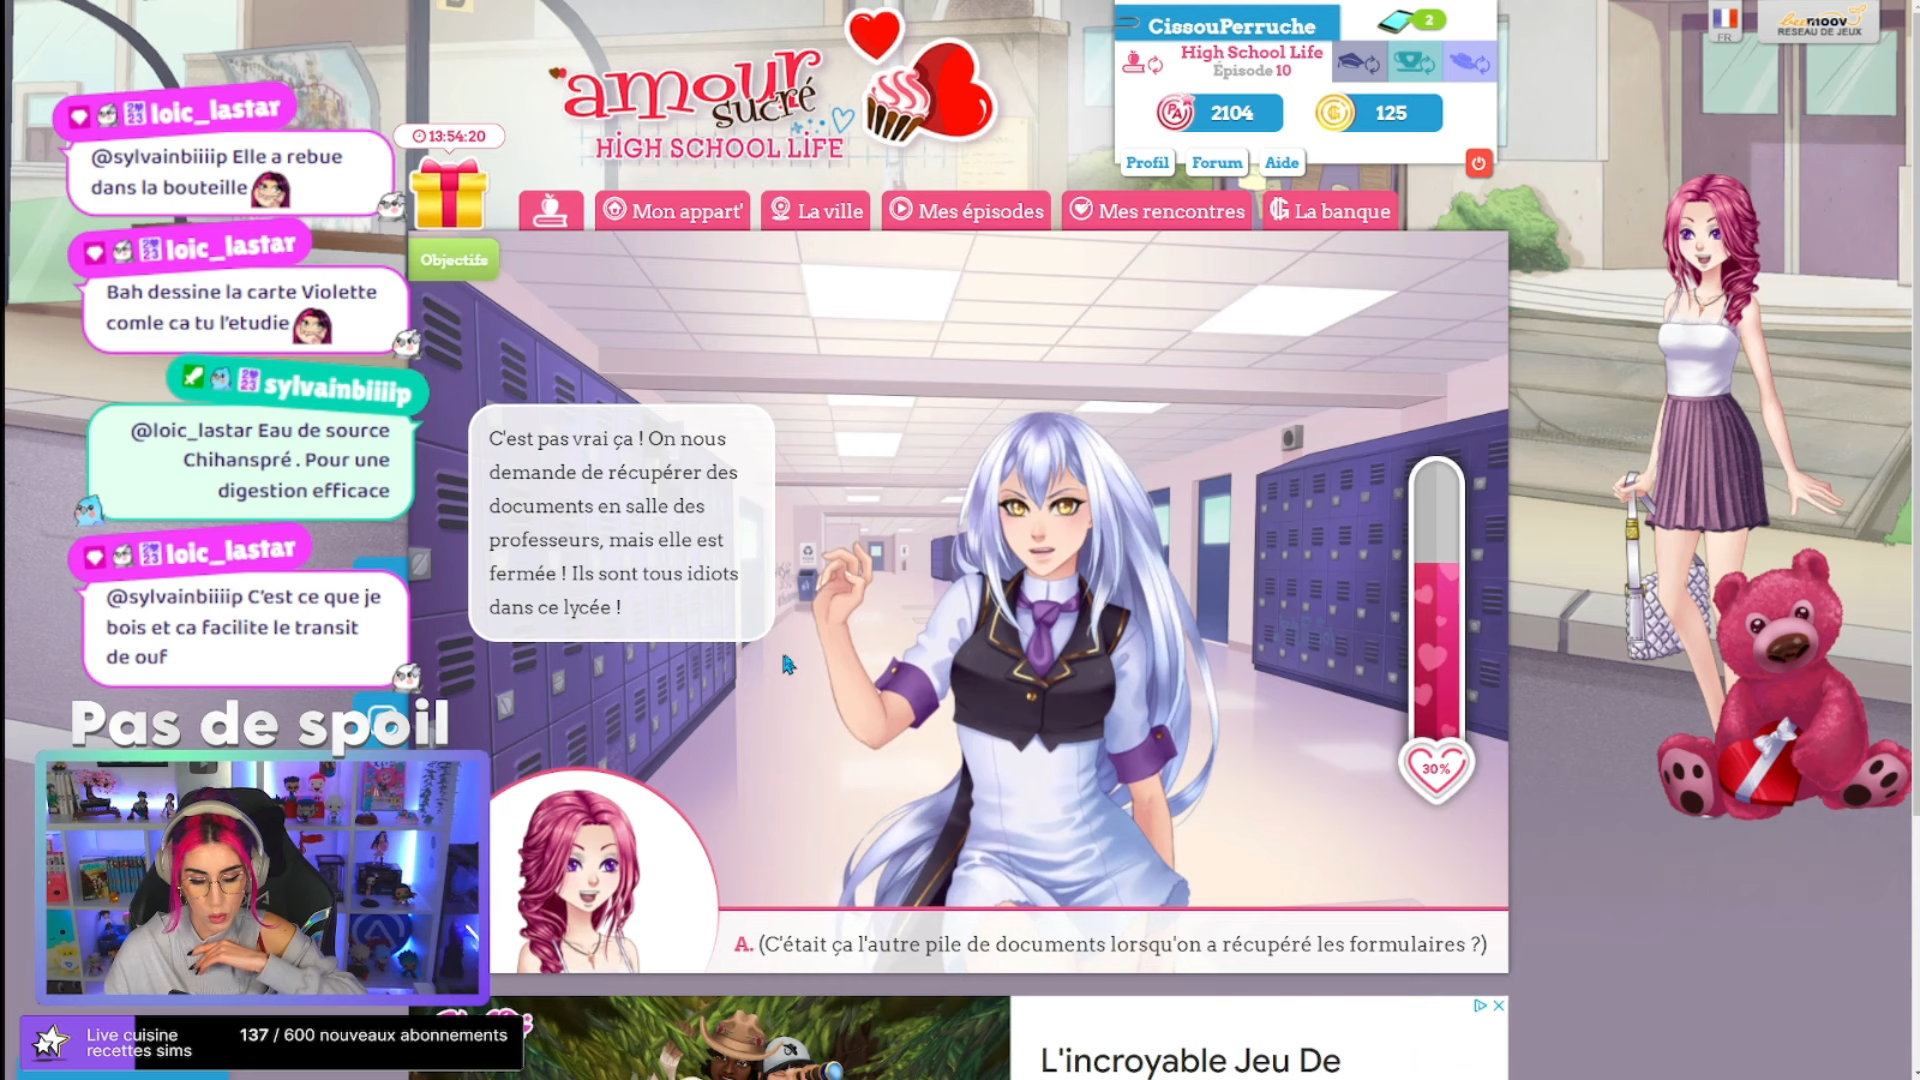 loic_lastar
@sylvainbiiiip Elle a rebue
dans la bouteille
loic_lastar
Bah dessine la carte Violette
comle ca tu l'etudie
sylvainbiiiip
@loic_lastar Eau de source
Chihanspré . Pour une
digestion efficace
loic_lastar
@sylvainbiiiip C'est ce que je
bois et ca facilite le transit
de ouf
Pas de spoil
Live cuisine
recettes sims
137 / 600 nouveaux abonnements
13:54:20
Objectifs
amour
sucré
HIGH SCHOOL LIFE
CissouPerruche
2
High School Life
Épisode 10
PA
2104
125
Profil
Forum
Aide
FR
beemoov
RESEAU DE JEUX
Mon appart'
La ville
Mes épisodes
Mes rencontres
La banque
C'est pas vrai ça ! On nous
demande de récupérer des
documents en salle des
professeurs, mais elle est
fermée ! Ils sont tous idiots
dans ce lycée !
30%
A. (C'était ça l'autre pile de documents lorsqu'on a récupéré les formulaires ?)
L'incroyable Jeu De